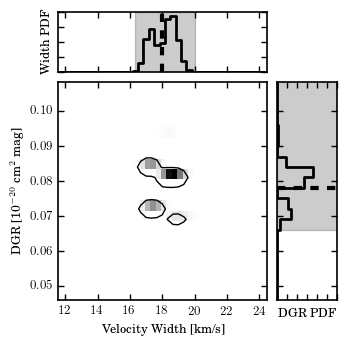 Width PDF
0.10
0.09
0.08
0.07
0.06
0.05
DGR [10⁻²⁰ cm² mag]
12 14 16 18 20 22 24
Velocity Width [km/s]
DGR PDF